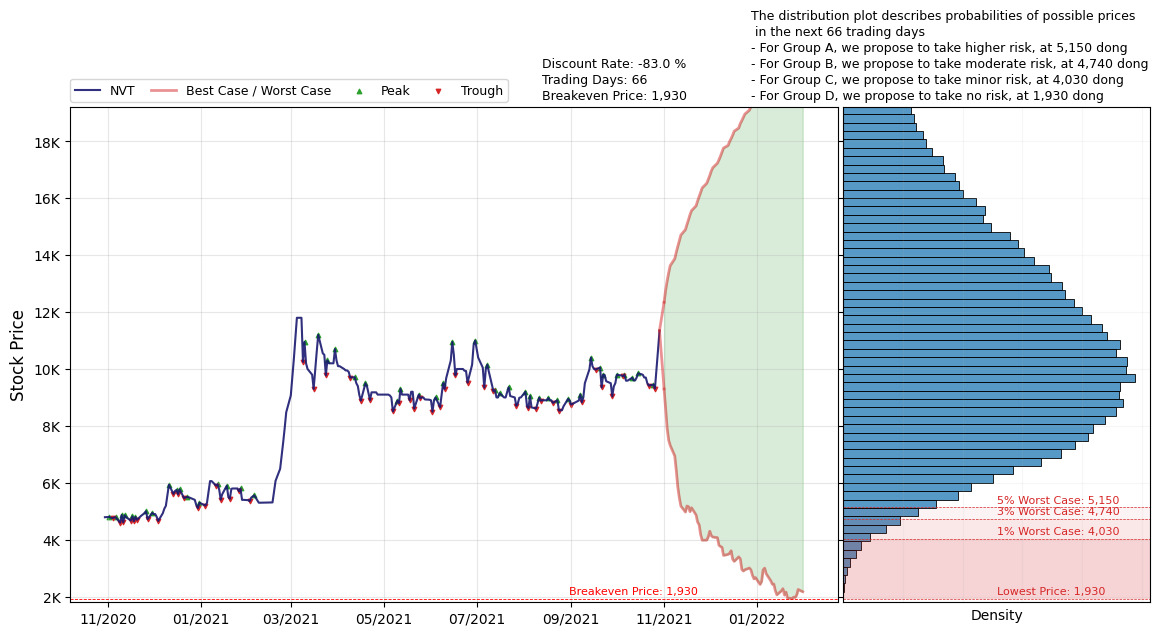 The distribution plot describes probabilities of possible prices
in the next 66 trading days
- For Group A, we propose to take higher risk, at 5,150 dong
- For Group B, we propose to take moderate risk, at 4,740 dong
- For Group C, we propose to take minor risk, at 4,030 dong
- For Group D, we propose to take no risk, at 1,930 dong
Discount Rate: -83.0 %
Trading Days: 66
Breakeven Price: 1,930
NVT
Best Case / Worst Case
Peak
Trough
Stock Price
18K
16K
14K
12K
10K
8K
6K
4K
2K
Breakeven Price: 1,930
11/2020
01/2021
03/2021
05/2021
07/2021
09/2021
11/2021
01/2022
5% Worst Case: 5,150
3% Worst Case: 4,740
1% Worst Case: 4,030
Lowest Price: 1,930
Density